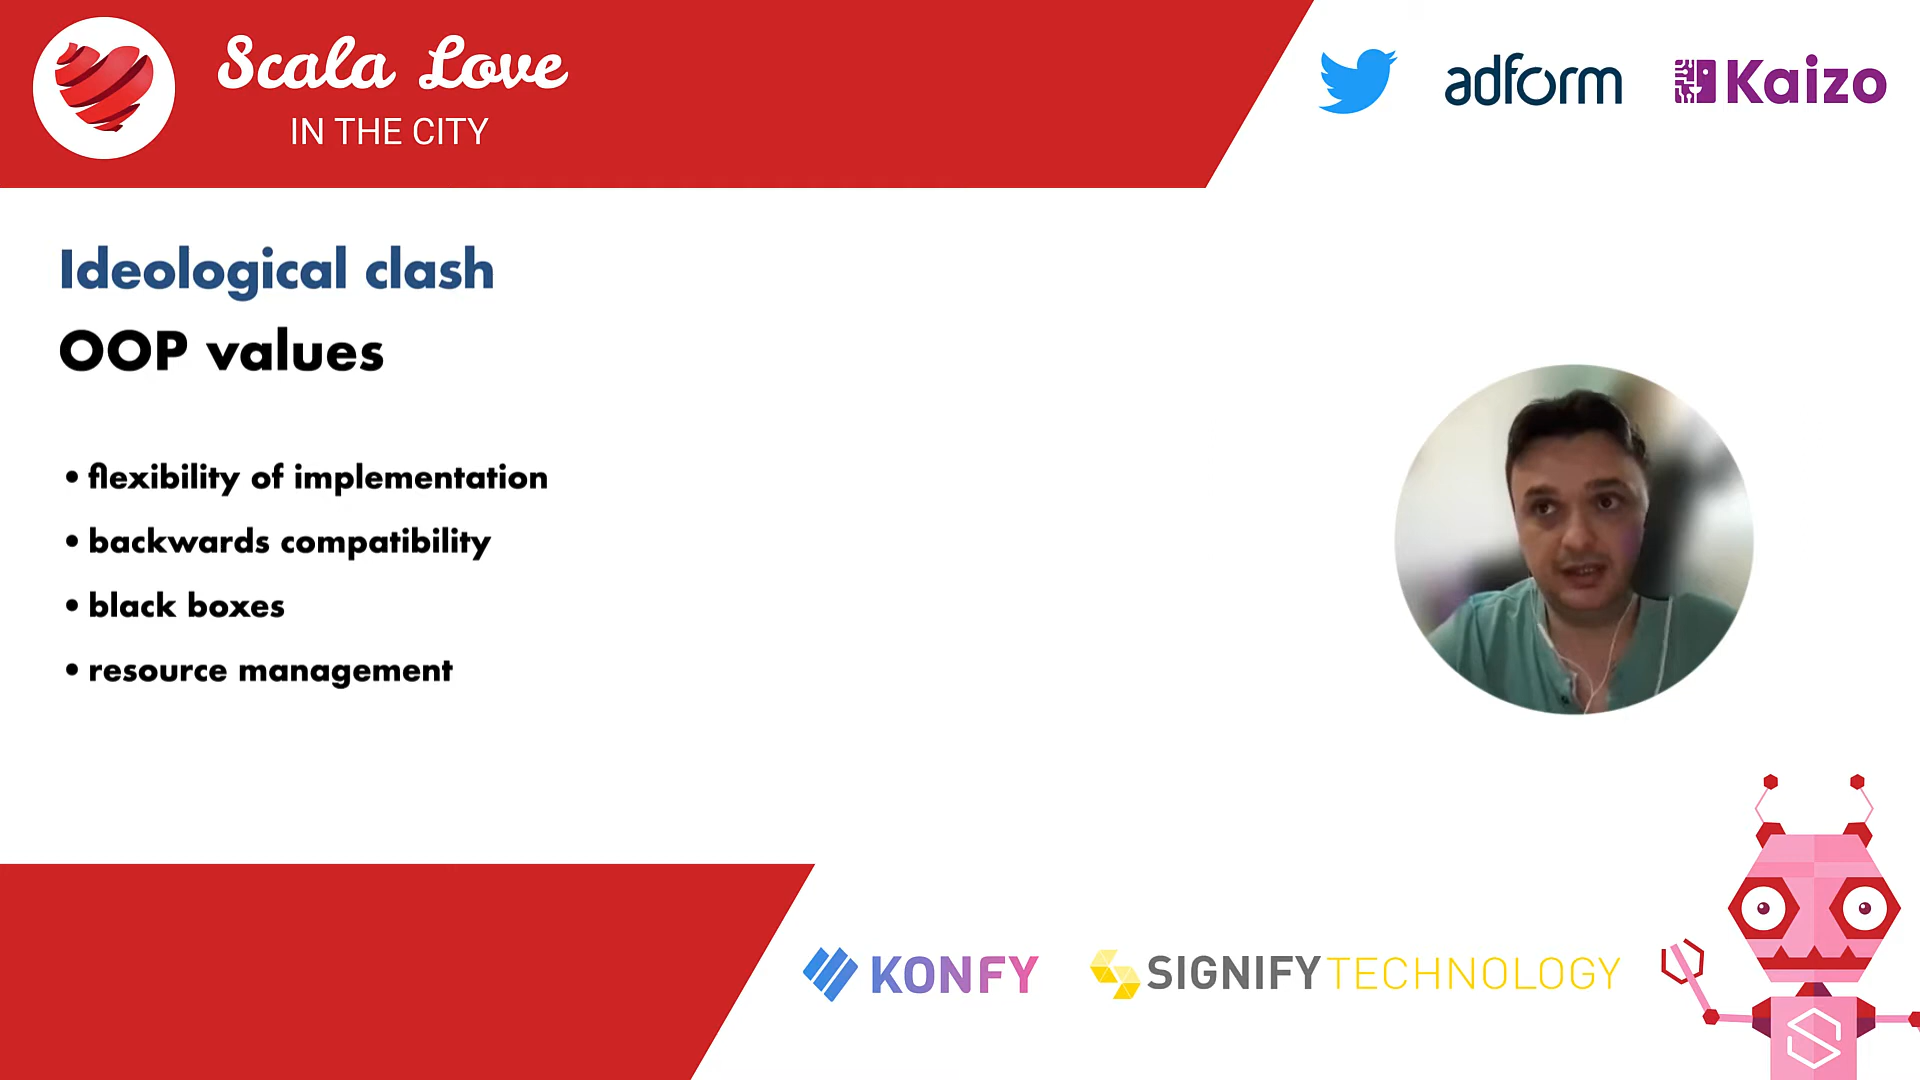 Scala Love
IN THE CITY
adform
Kaizo
Ideological clash
OOP values
• flexibility of implementation
• backwards compatibility
• black boxes
• resource management
KONFY
SIGNIFY TECHNOLOGY